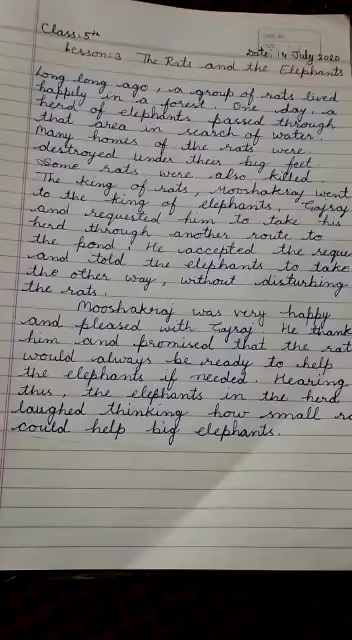 Class:5th
Date: 14 July 2020
Lesson:3 The Rats and the Elephants
Long long ago, a group of rats lived
happily in a forest. One day a
herd of elephants passed through
that area in search of water.
Many homes of the rats were
destroyed under their big feet.
Some rats were also killed.
The king of rats, Mooshakraj went
to the king of elephants, Gajraj
and requested him to take his
herd through another route to
the pond. He accepted the reque
and told the elephants to take
the other way, without disturbing
the rats.
Mooshakraj was very happy
and pleased with Gajraj. He thank
him and promised that the rat
would always be ready to help
the elephants if needed. Hearing
this, the elephants in the herd
laughed thinking how small ra
could help big elephants.